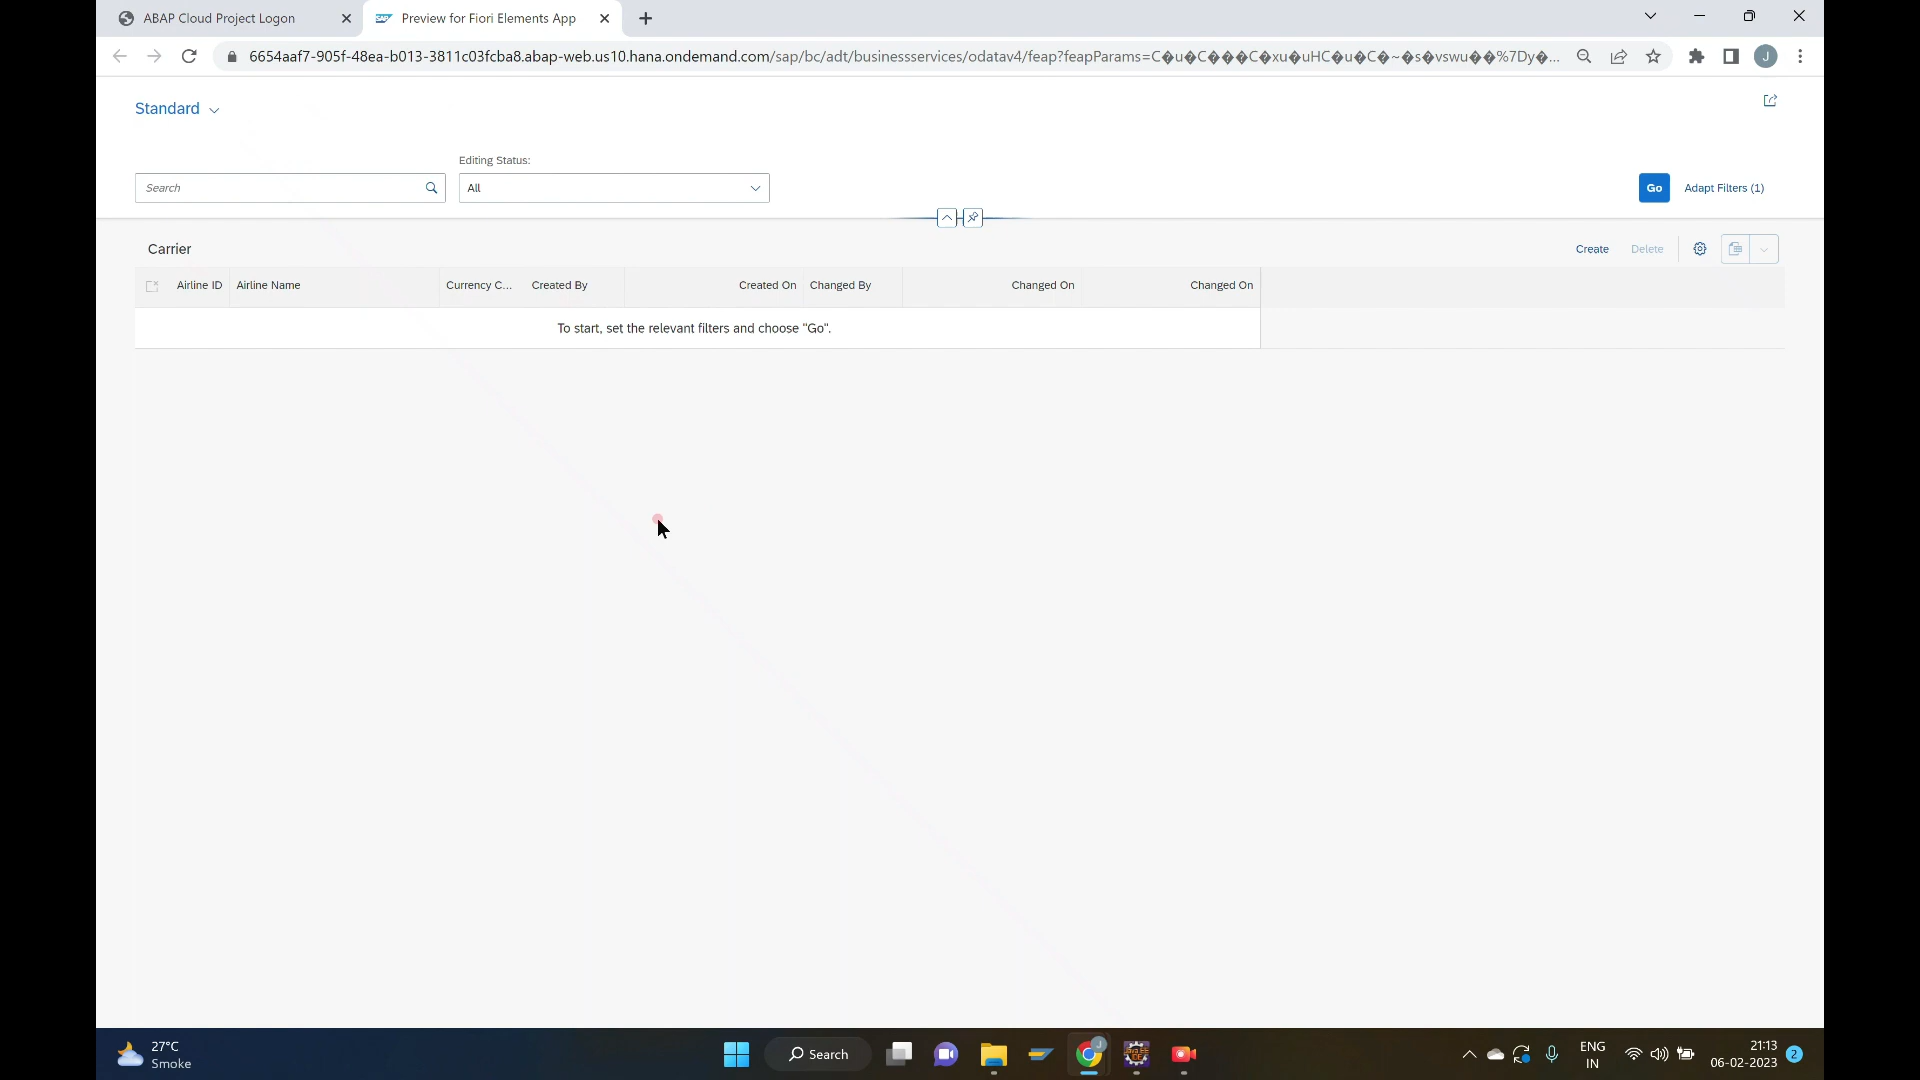 ABAP Cloud Project Logon
Preview for Fiori Elements App
6654aaf7-905f-48ea-b013-3811c03fcba8.abap-web.us10.hana.ondemand.com/sap/bc/adt/businessservices/odatav4/feap?feapParams=C�u�C���C�xu�uHC�u�C�~�s�vswu��%7Dy�...
J
Standard
Editing Status:
Search
All
Go
Adapt Filters (1)
Carrier
Create
Delete
Airline ID
Airline Name
Currency C...
Created By
Created On
Changed By
Changed On
Changed On
To start, set the relevant filters and choose "Go".
27°C
Smoke
Search
ENG
IN
21:13
06-02-2023
2